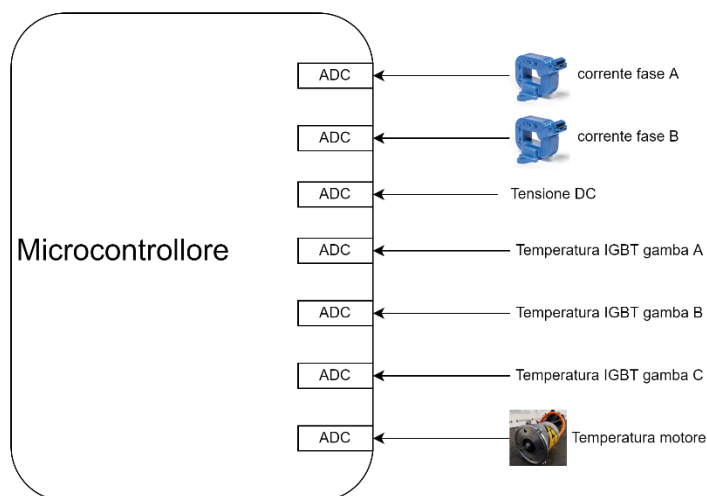 ADC
corrente fase A
ADC
corrente fase B
ADC
Tensione DC
Microcontrollore
ADC
Temperatura IGBT gamba A
ADC
Temperatura IGBT gamba B
ADC
Temperatura IGBT gamba C
ADC
Temperatura motore